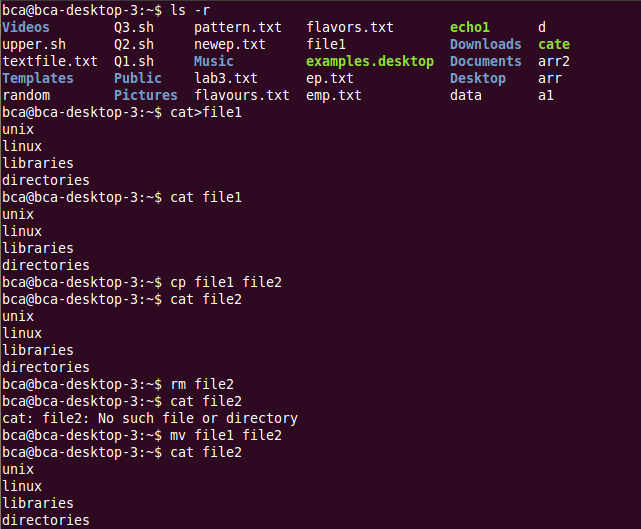 bca@bca-desktop-3:~$ ls -r
Videos Q3.sh pattern.txt flavors.txt echo1 d
upper.sh Q2.sh newep.txt file1 Downloads cate
textfile.txt Q1.sh Music examples.desktop Documents arr2
Templates Public lab3.txt ep.txt Desktop arr
random Pictures flavours.txt emp.txt data a1
bca@bca-desktop-3:~$ cat>file1
unix
linux
libraries
directories
bca@bca-desktop-3:~$ cat file1
unix
linux
libraries
directories
bca@bca-desktop-3:~$ cp file1 file2
bca@bca-desktop-3:~$ cat file2
unix
linux
libraries
directories
bca@bca-desktop-3:~$ rm file2
bca@bca-desktop-3:~$ cat file2
cat: file2: No such file or directory
bca@bca-desktop-3:~$ mv file1 file2
bca@bca-desktop-3:~$ cat file2
unix
linux
libraries
directories